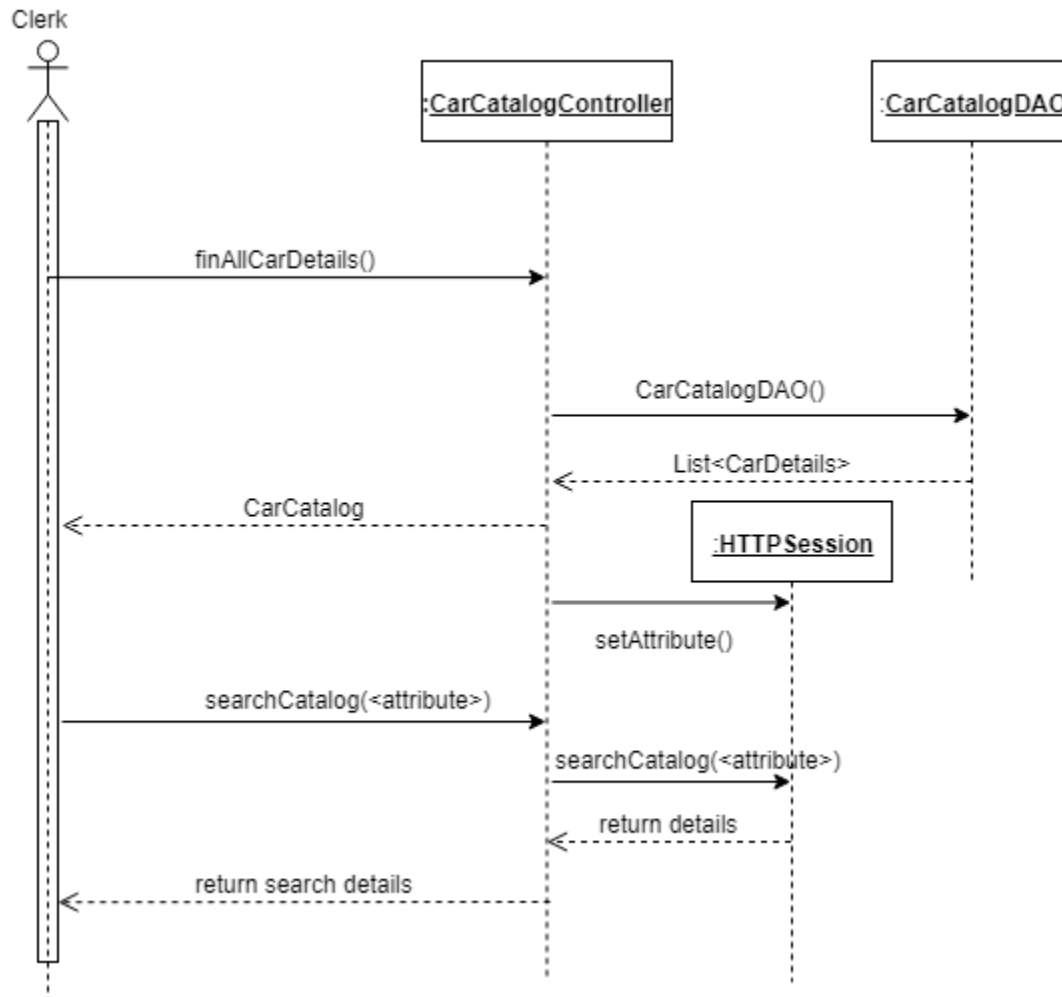 Clerk
:CarCatalogController
:CarCatalogDAO
finAllCarDetails()
CarCatalogDAO()
List<CarDetails>
CarCatalog
:HTTPSession
setAttribute()
searchCatalog(<attribute>)
searchCatalog(<attribute>)
return details
return search details